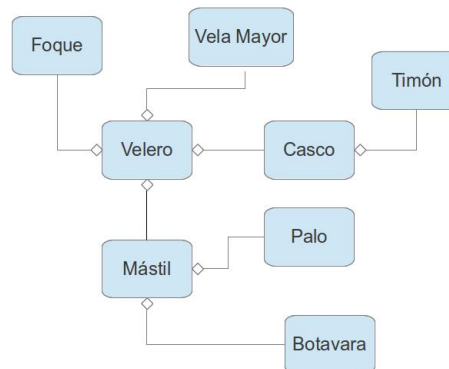 Foque
Vela Mayor
Timón
Velero
Casco
Palo
Mástil
Botavara